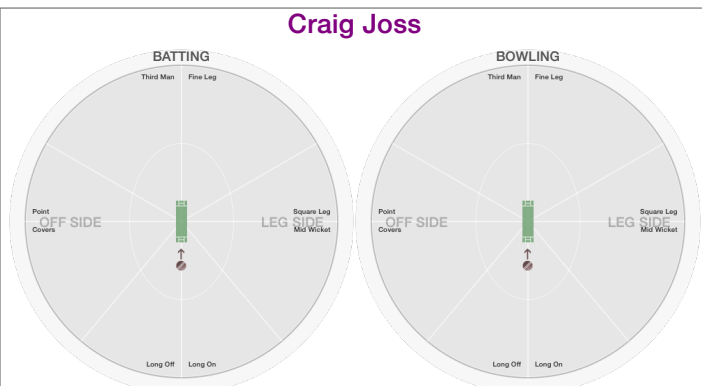 Craig Joss
BATTING
Third Man Fine Leg
Point
OFF SIDE
Covers
Square Leg
LEG SIDE
Mid Wicket
Long Off Long On
BOWLING
Third Man Fine Leg
Point
OFF SIDE
Covers
Square Leg
LEG SIDE
Mid Wicket
Long Off Long On